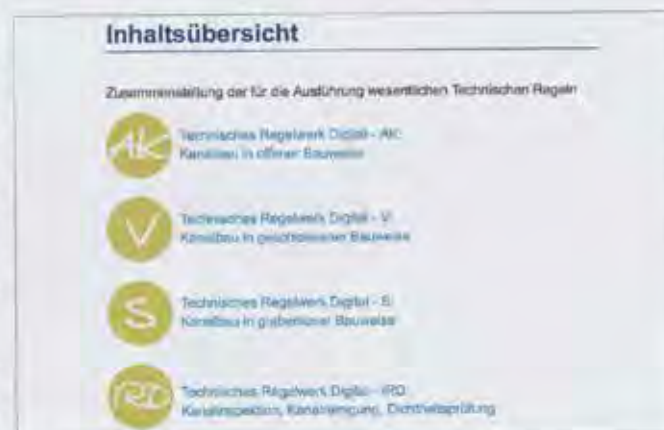 Inhaltsübersicht
Zusammenstellung der für die Ausführung wesentlichen Technischen Regeln
AK
Technisches Regelwerk Digital - AK:
Kanalbau in offener Bauweise
V
Technisches Regelwerk Digital - V:
Kanalbau in geschlossener Bauweise
S
Technisches Regelwerk Digital - S:
Kanalbau in grabenloser Bauweise
IRD
Technisches Regelwerk Digital - IRD:
Kanalinspektion, Kanalreinigung, Dichtheitsprüfung